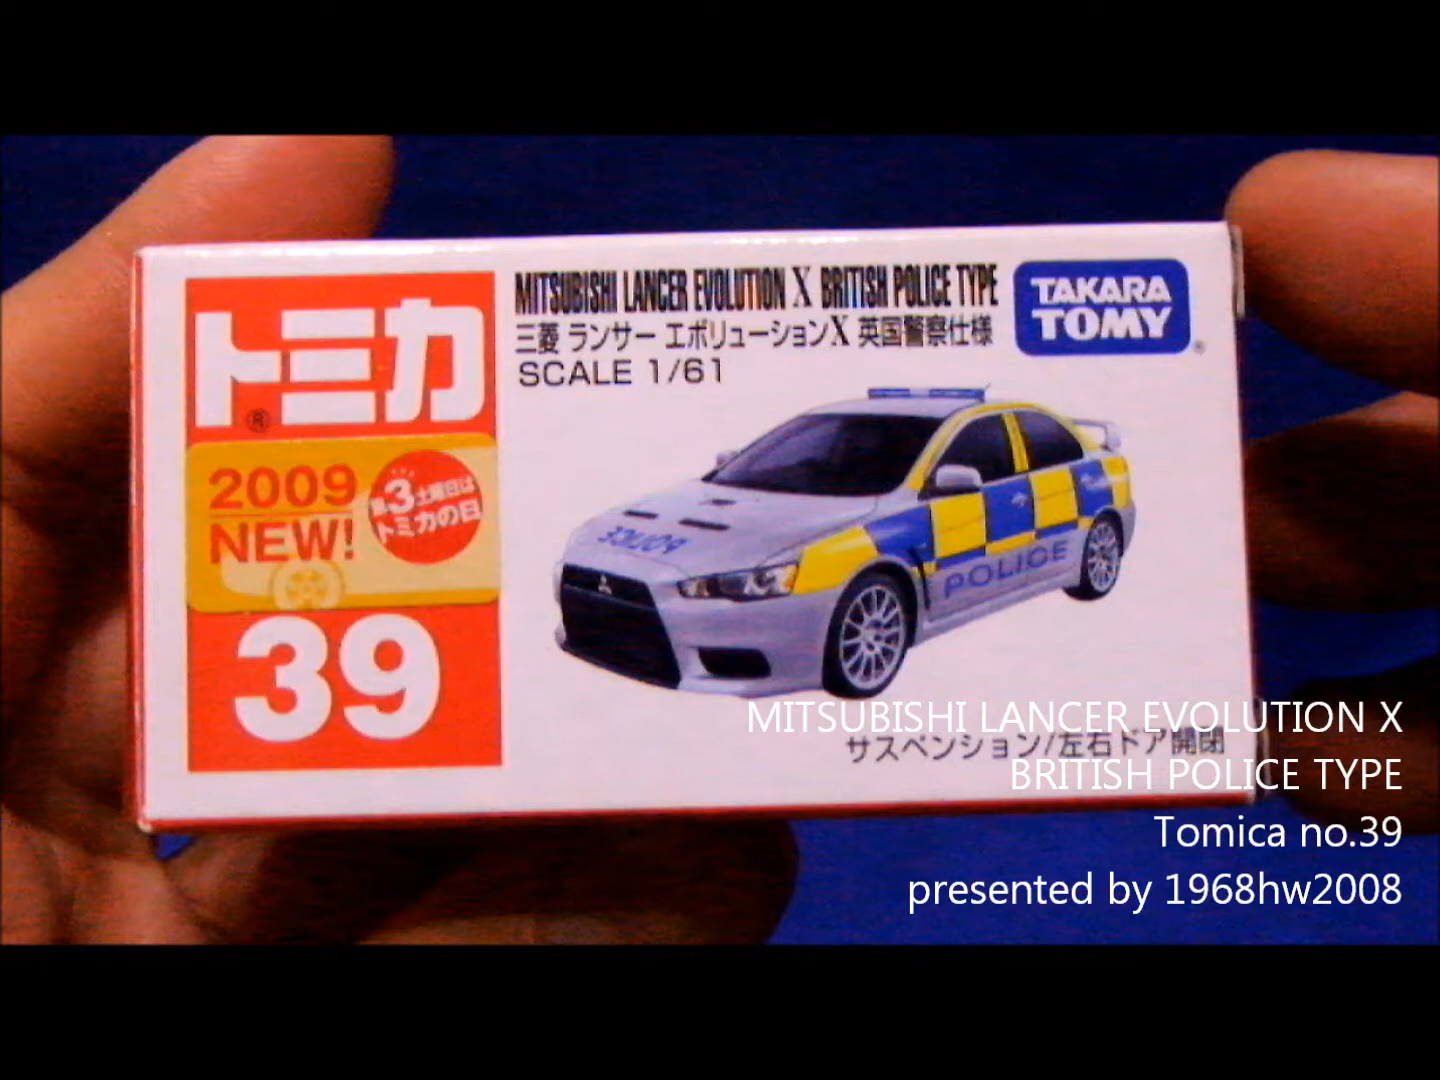 トミカ
®
2009
NEW!
第3土曜日は
トミカの日
39
MITSUBISHI LANCER EVOLUTION X BRITISH POLICE TYPE
三菱 ランサー エボリューションX 英国警察仕様
SCALE 1/61
TAKARA
TOMY
®
POLICE
POLICE
サスペンション/左右ドア開閉
MITSUBISHI LANCER EVOLUTION X
BRITISH POLICE TYPE
Tomica no.39
presented by 1968hw2008